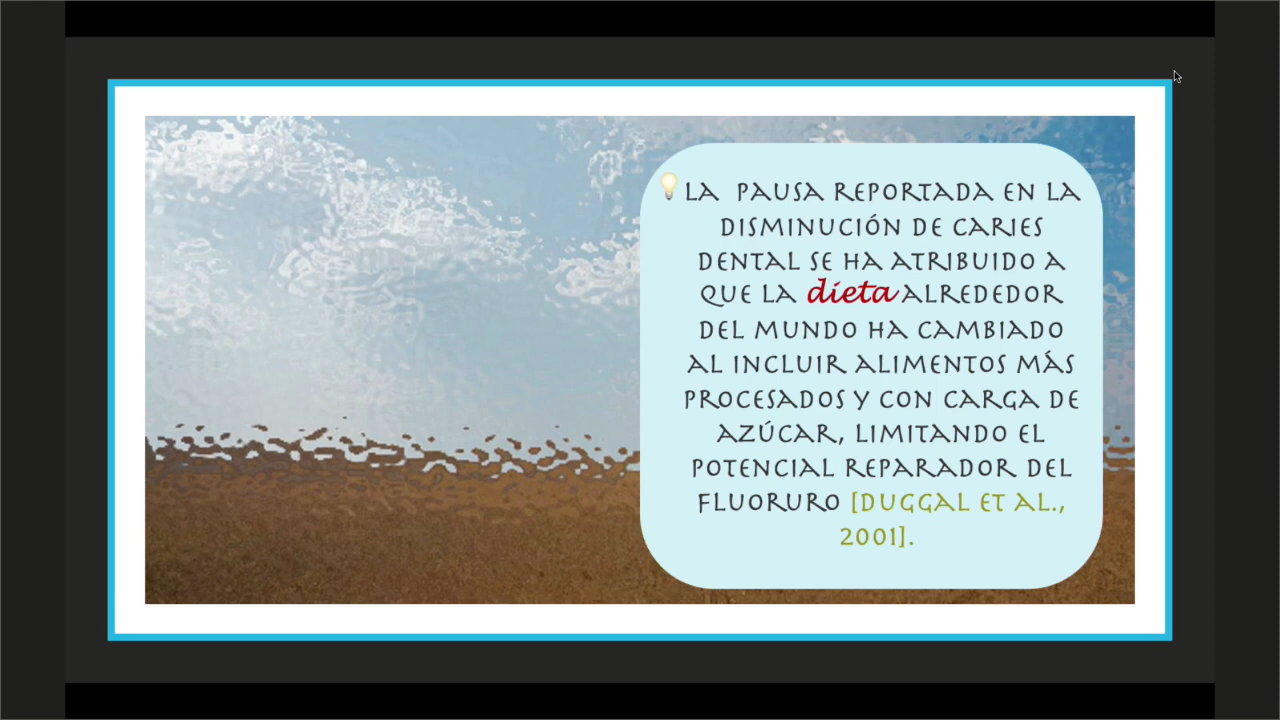 LA PAUSA REPORTADA EN LA
DISMINUCIÓN DE CARIES
DENTAL SE HA ATRIBUIDO A
QUE LA dieta ALREDEDOR
DEL MUNDO HA CAMBIADO
AL INCLUIR ALIMENTOS MÁS
PROCESADOS Y CON CARGA DE
AZÚCAR, LIMITANDO EL
POTENCIAL REPARADOR DEL
FLUORURO [DUGGAL ET AL.,
2001].